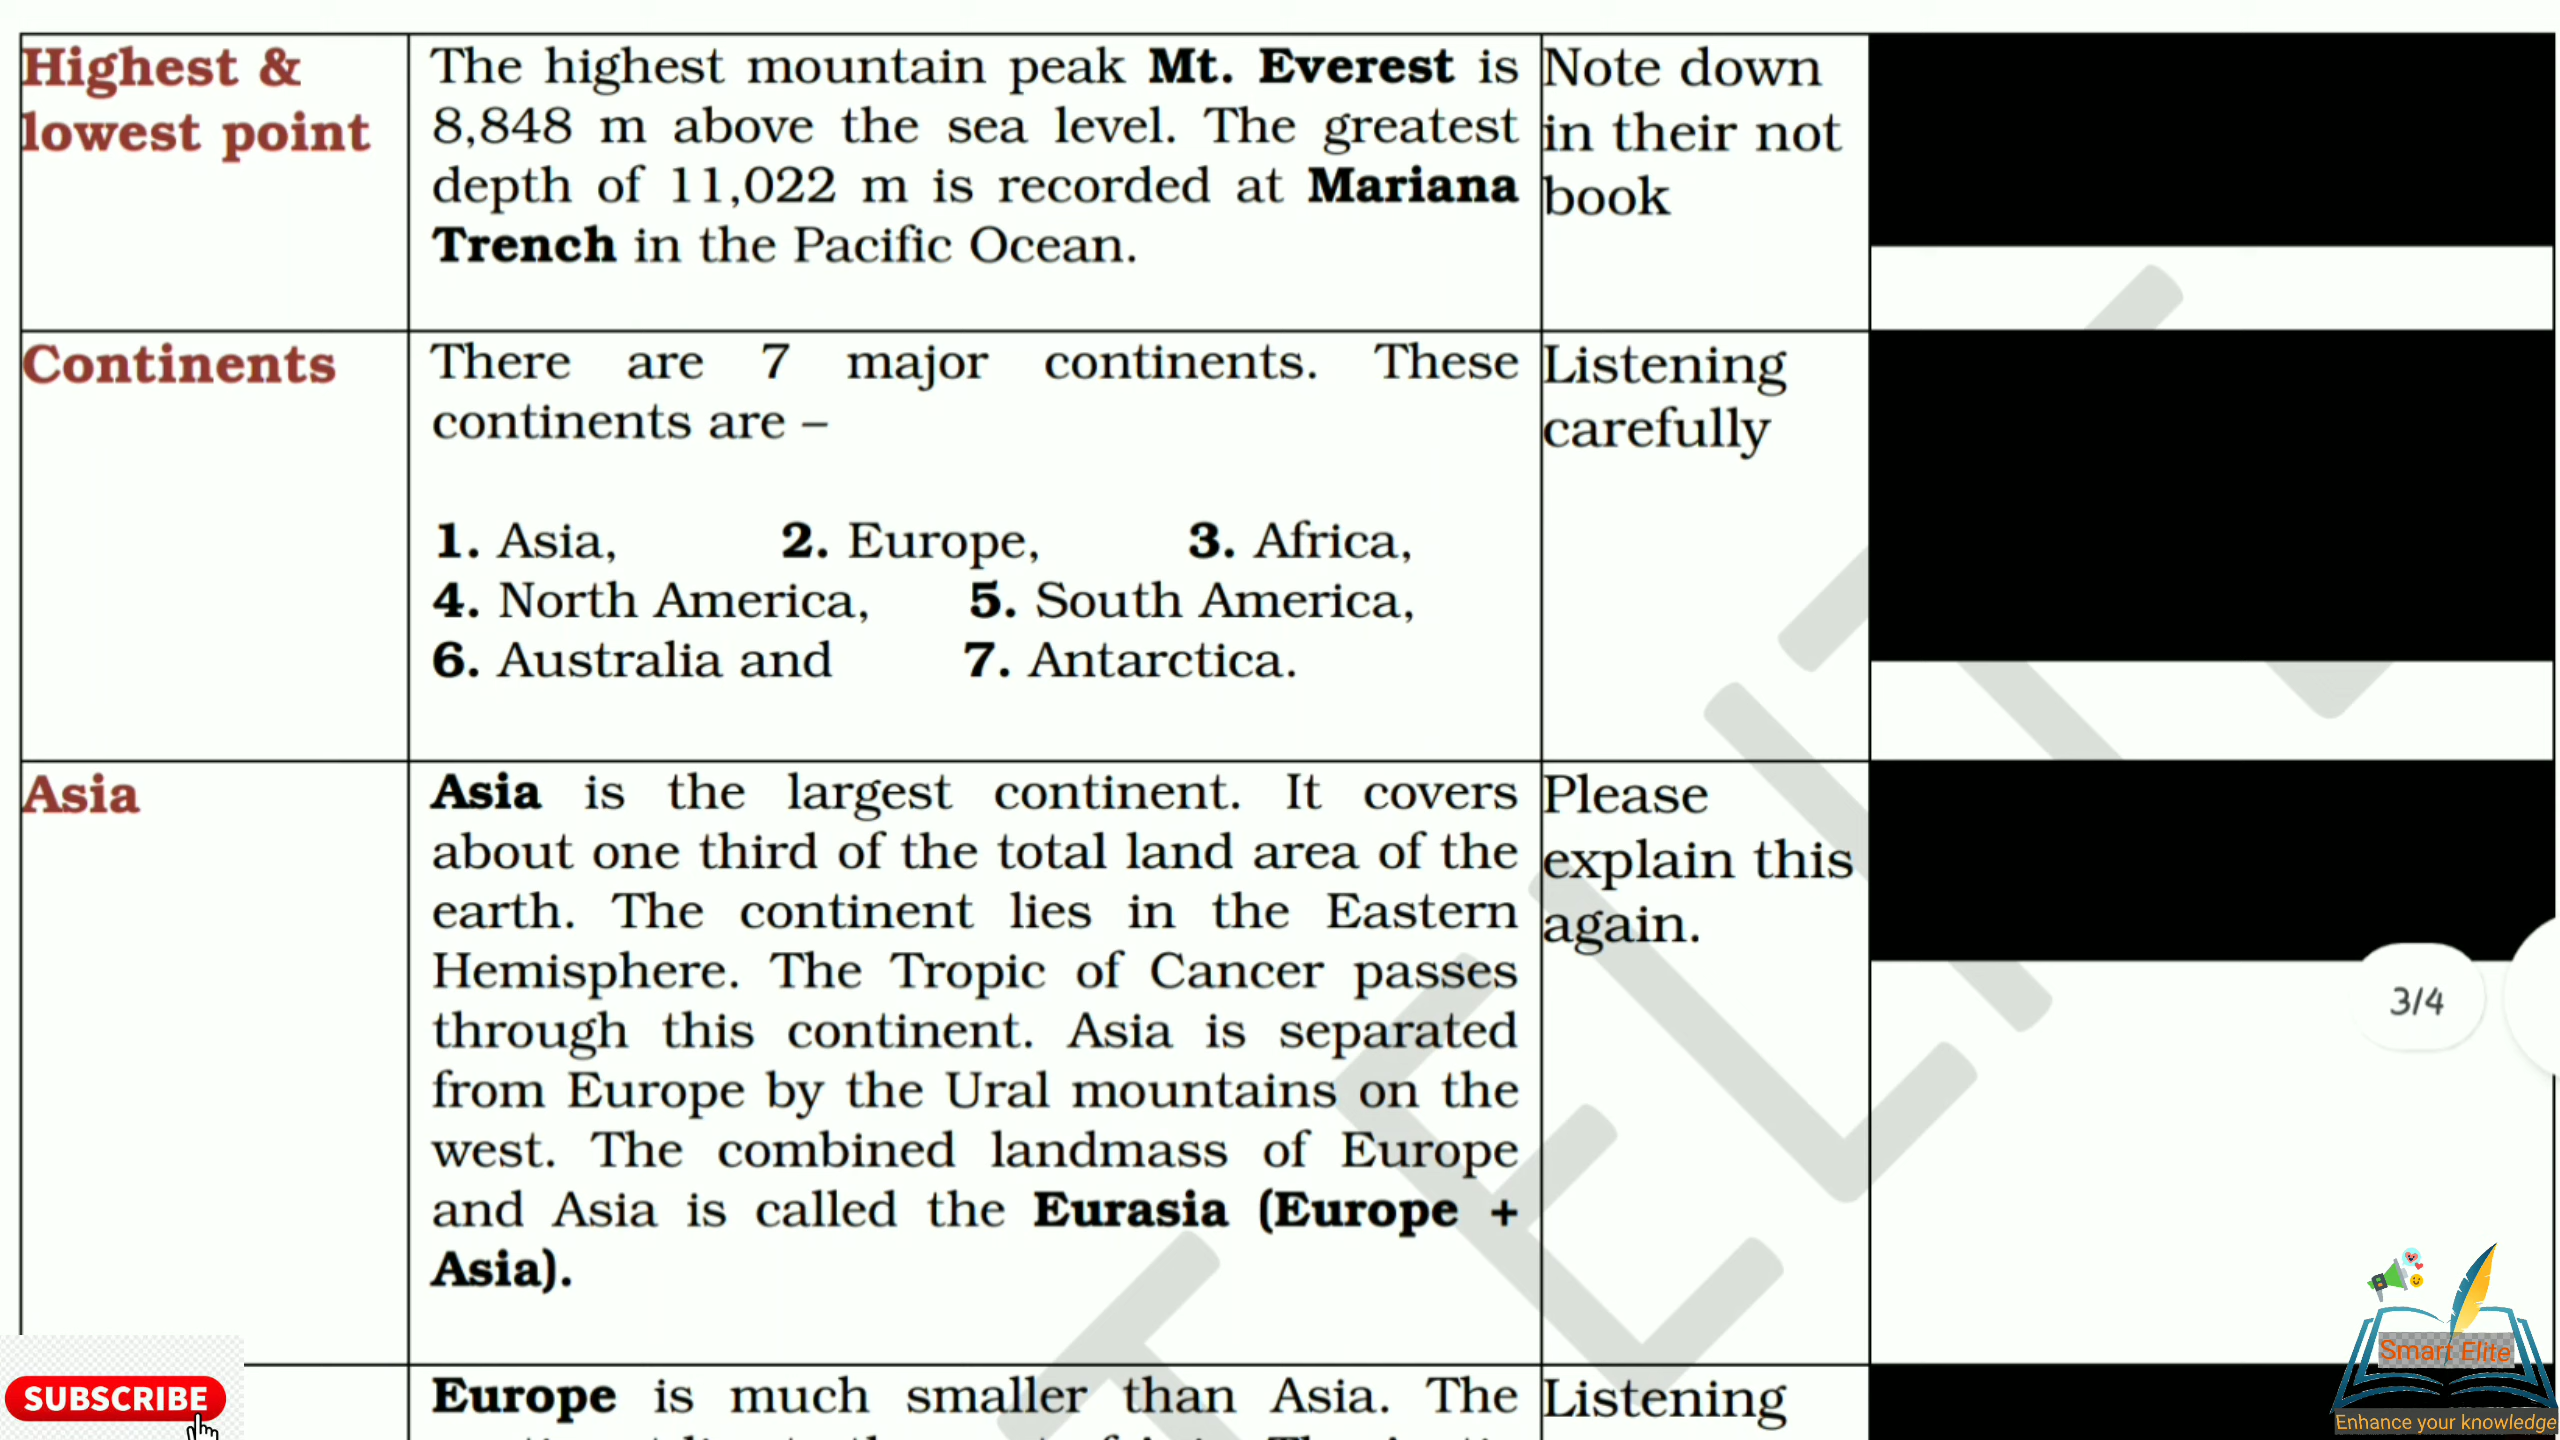 Highest &
lowest point
The highest mountain peak Mt. Everest is
8,848 m above the sea level. The greatest
depth of 11,022 m is recorded at Mariana
Trench in the Pacific Ocean.
Note down
in their not
book
Continents
There are 7 major continents. These
continents are –
1. Asia, 2. Europe, 3. Africa,
4. North America, 5. South America,
6. Australia and 7. Antarctica.
Listening
carefully
Asia
Asia is the largest continent. It covers
about one third of the total land area of the
earth. The continent lies in the Eastern
Hemisphere. The Tropic of Cancer passes
through this continent. Asia is separated
from Europe by the Ural mountains on the
west. The combined landmass of Europe
and Asia is called the Eurasia (Europe +
Asia).
Please
explain this
again.
3/4
Europe is much smaller than Asia. The
Listening
SUBSCRIBE
Smart Elite
Enhance your knowledge